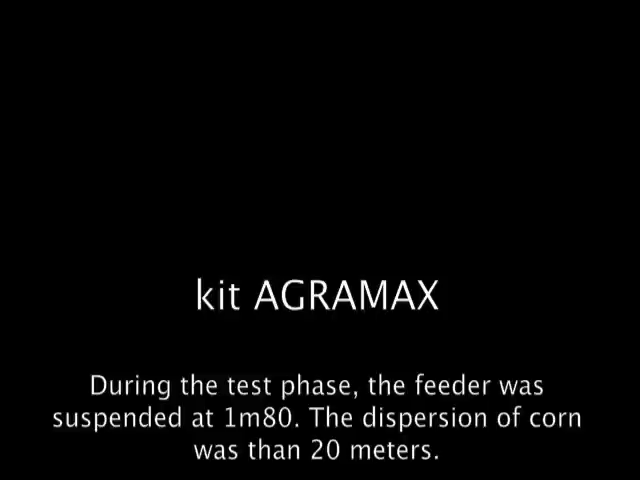 kit AGRAMAX
During the test phase, the feeder was
suspended at 1m80. The dispersion of corn
was than 20 meters.